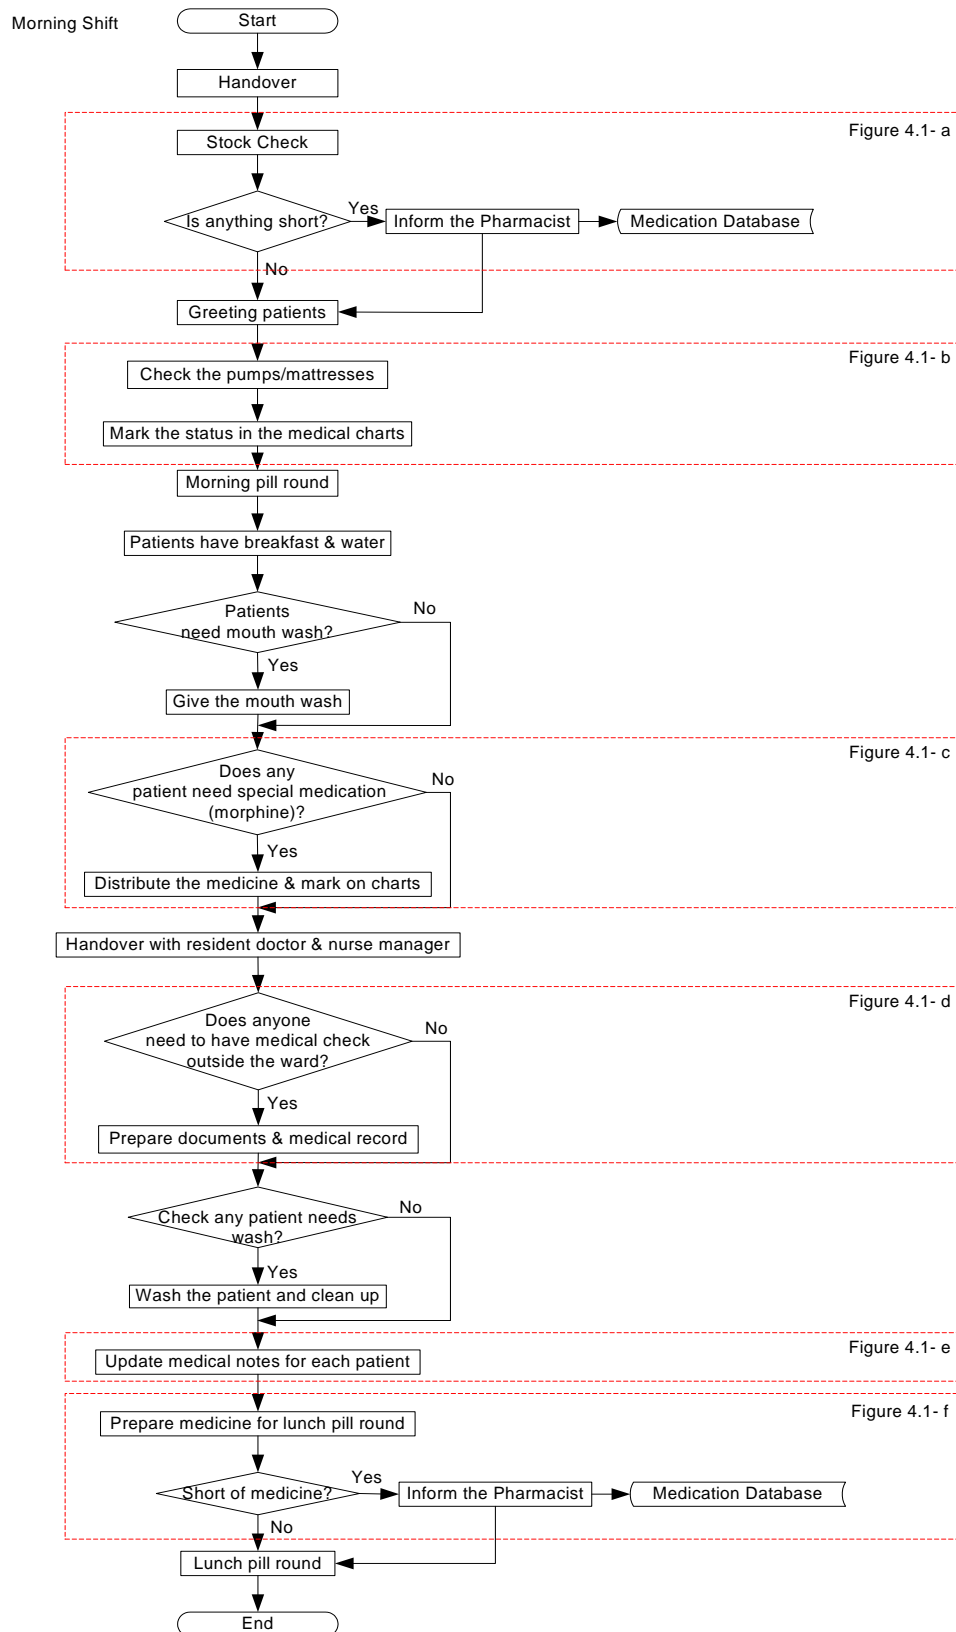 Morning Shift
Start
Handover
Figure 4.1- a
Stock Check
Is anything short?
Yes
Inform the Pharmacist
Medication Database
No
Greeting patients
Figure 4.1- b
Check the pumps/mattresses
Mark the status in the medical charts
Morning pill round
Patients have breakfast & water
Patients
need mouth wash?
No
Yes
Give the mouth wash
Figure 4.1- c
Does any
patient need special medication
(morphine)?
No
Yes
Distribute the medicine & mark on charts
Handover with resident doctor & nurse manager
Figure 4.1- d
Does anyone
need to have medical check
outside the ward?
No
Yes
Prepare documents & medical record
Check any patient needs
wash?
No
Yes
Wash the patient and clean up
Figure 4.1- e
Update medical notes for each patient
Figure 4.1- f
Prepare medicine for lunch pill round
Short of medicine?
Yes
Inform the Pharmacist
Medication Database
No
Lunch pill round
End